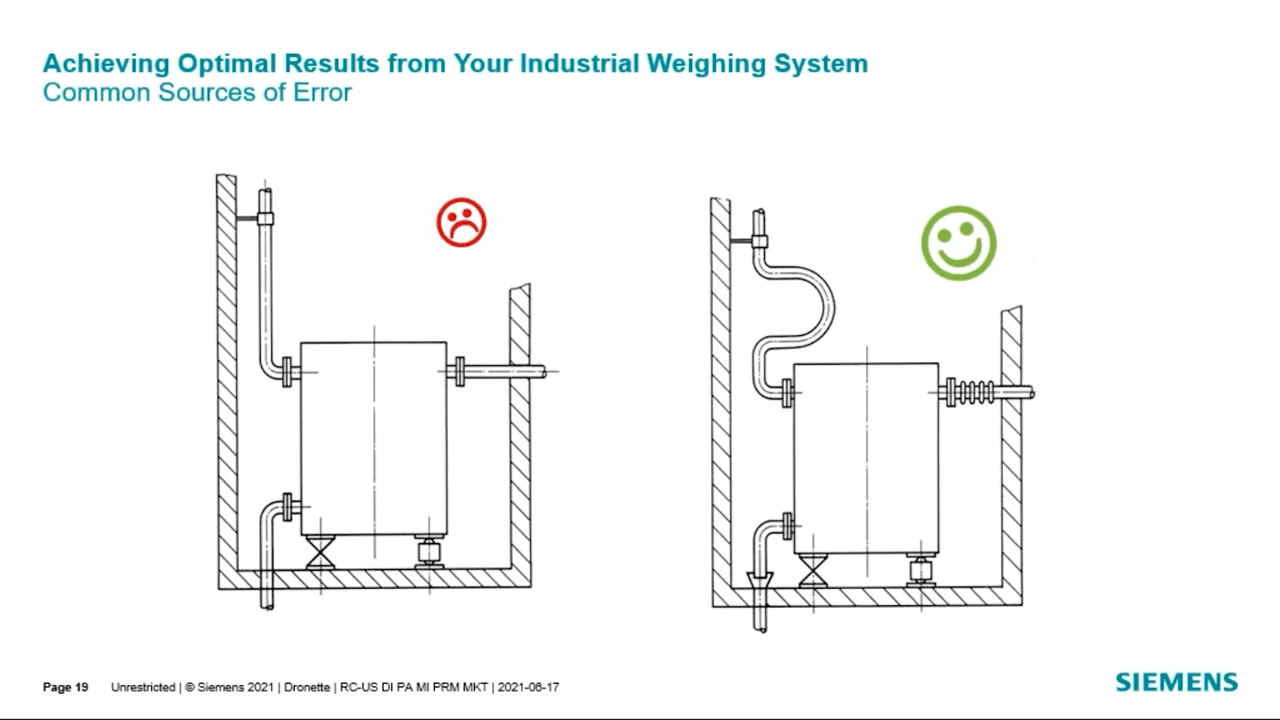 Achieving Optimal Results from Your Industrial Weighing System
Common Sources of Error
Page 19 Unrestricted | © Siemens 2021 | Dronette | RC-US DI PA MI PRM MKT | 2021-06-17
SIEMENS